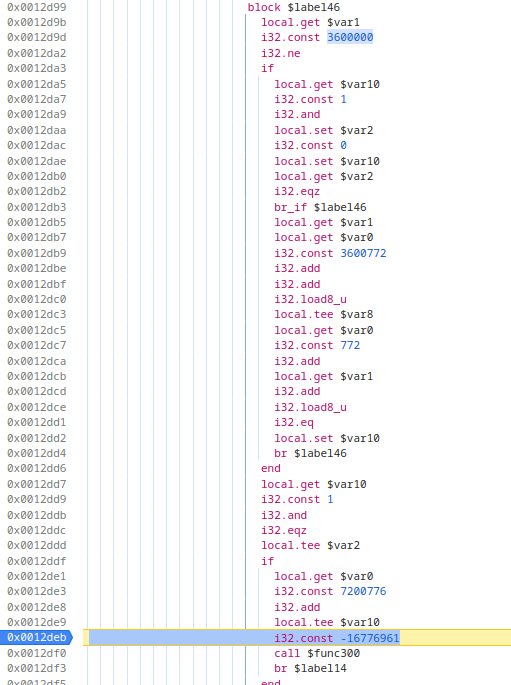 0x0012d99 block $label46
0x0012d9b local.get $var1
0x0012d9d i32.const 3600000
0x0012da2 i32.ne
0x0012da3 if
0x0012da5 local.get $var10
0x0012da7 i32.const 1
0x0012da9 i32.and
0x0012daa local.set $var2
0x0012dac i32.const 0
0x0012dae local.set $var10
0x0012db0 local.get $var2
0x0012db2 i32.eqz
0x0012db3 br_if $label46
0x0012db5 local.get $var1
0x0012db7 local.get $var0
0x0012db9 i32.const 3600772
0x0012dbe i32.add
0x0012dbf i32.add
0x0012dc0 i32.load8_u
0x0012dc3 local.tee $var8
0x0012dc5 local.get $var0
0x0012dc7 i32.const 772
0x0012dca i32.add
0x0012dcb local.get $var1
0x0012dcd i32.add
0x0012dce i32.load8_u
0x0012dd1 i32.eq
0x0012dd2 local.set $var10
0x0012dd4 br $label46
0x0012dd6 end
0x0012dd7 local.get $var10
0x0012dd9 i32.const 1
0x0012ddb i32.and
0x0012ddc i32.eqz
0x0012ddd local.tee $var2
0x0012ddf if
0x0012de1 local.get $var0
0x0012de3 i32.const 7200776
0x0012de8 i32.add
0x0012de9 local.tee $var10
0x0012deb i32.const -16776961
0x0012df0 call $func300
0x0012df3 br $label14
0x0012df5 end